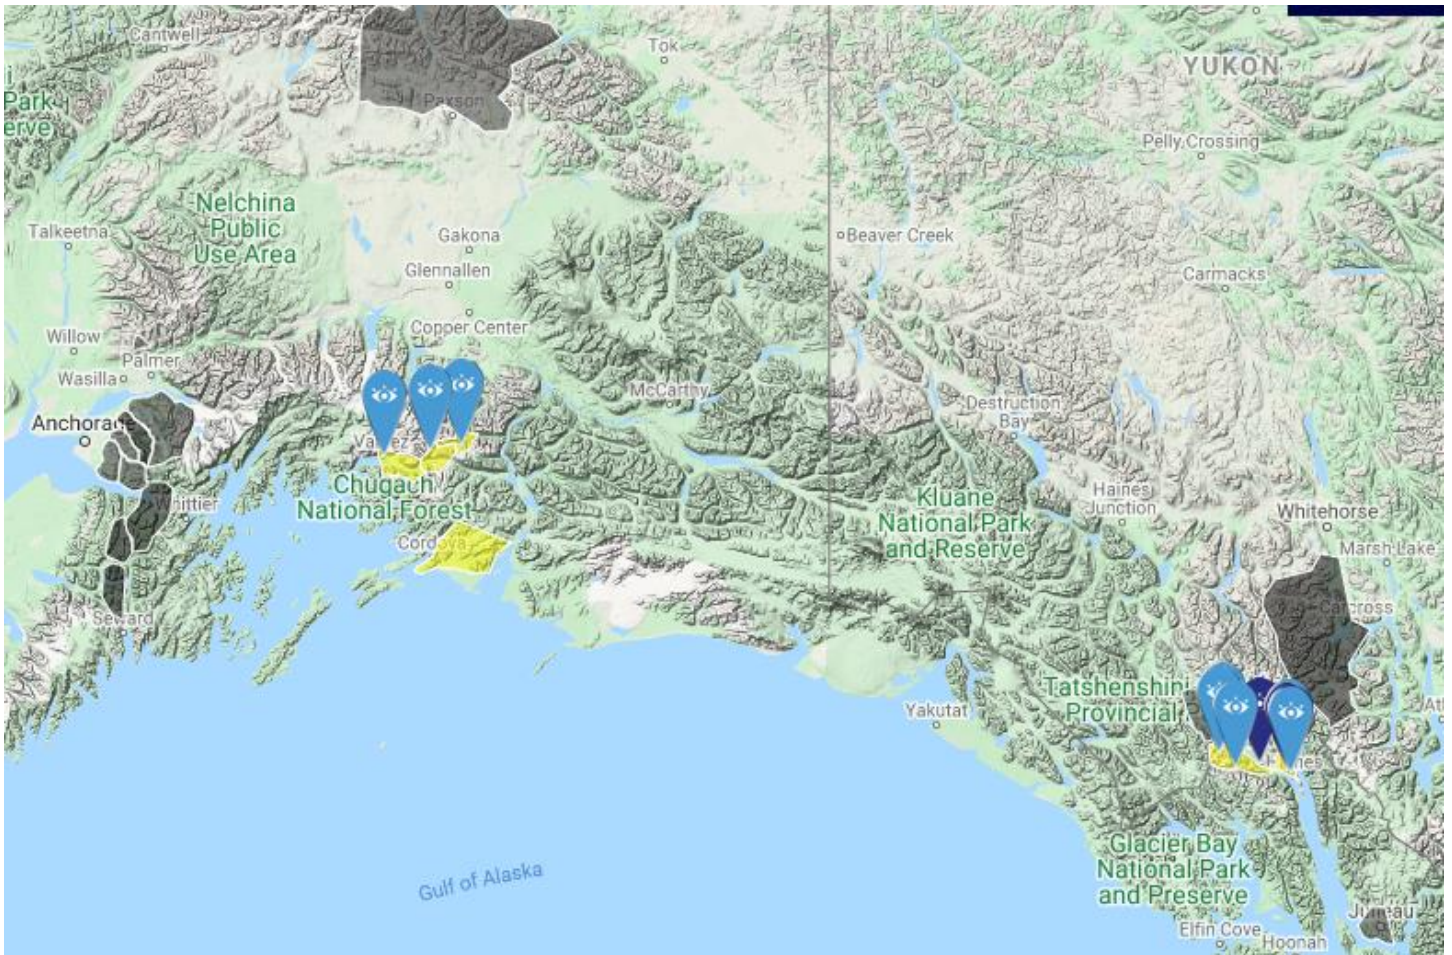 Cantwell
Tok
YUKON
Park
erve
Paxson
Pelly Crossing
Nelchina
Public
Use Area
Talkeetna
Gakona
Beaver Creek
Glennallen
Carmacks
Willow
Copper Center
Palmer
Wasilla
McCarthy
Destruction
Bay
Anchorage
Valdez
Chugach
National Forest
Whittier
Kluane
National Park
and Reserve
Haines
Junction
Whitehorse
Cordova
Marsh Lake
Carcross
Seward
Tatshenshini
Provincial
Yakutat
Haines
Gulf of Alaska
Glacier Bay
National Park
and Preserve
Juneau
Elfin Cove
Hoonah